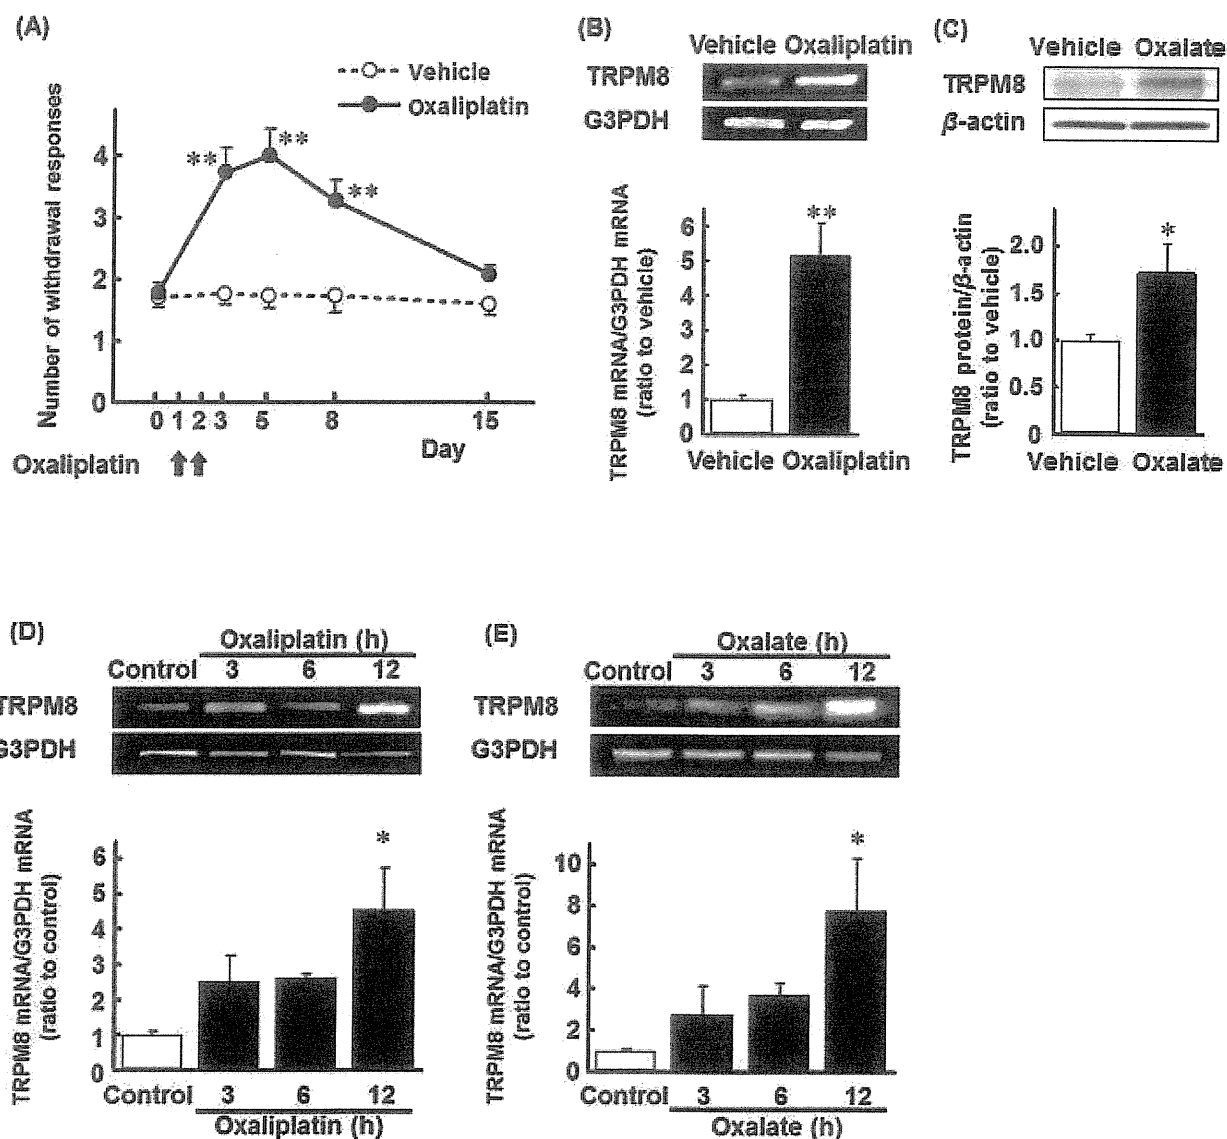 (A)
Vehicle
Oxaliplatin
Number of withdrawal responses
4
3
2
1
0
**
**
**
0 1 2 3 5 8 15
Day
Oxaliplatin
(B)
Vehicle Oxaliplatin
TRPM8
G3PDH
TRPM8 mRNA/G3PDH mRNA
(ratio to vehicle)
6
5
4
3
2
1
0
**
Vehicle Oxaliplatin
(C)
Vehicle Oxalate
TRPM8
β-actin
TRPM8 protein/β-actin
(ratio to vehicle)
2.0
1.5
1.0
0.5
0
*
Vehicle Oxalate
(D)
Oxaliplatin (h)
Control 3 6 12
TRPM8
G3PDH
TRPM8 mRNA/G3PDH mRNA
(ratio to control)
6
5
4
3
2
1
0
*
Control 3 6 12
Oxaliplatin (h)
(E)
Oxalate (h)
3 6 12
TRPM8
G3PDH
TRPM8 mRNA/G3PDH mRNA
(ratio to control)
10
8
6
4
2
0
*
Control 3 6 12
Oxalate (h)